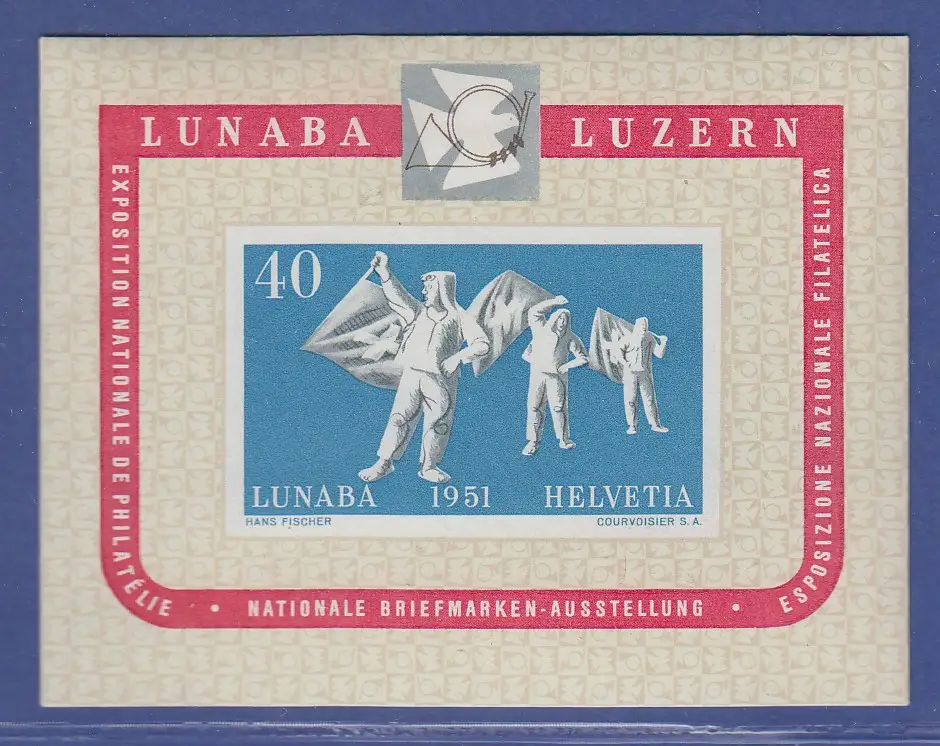 LUNABA LUZERN
EXPOSITION NATIONALE DE PHILATÉLIE
40
LUNABA 1951 HELVETIA
HANS FISCHER COURVOISIER S.A.
• NATIONALE BRIEFMARKEN-AUSSTELLUNG •
ESPOSIZIONE NAZIONALE FILATELICA